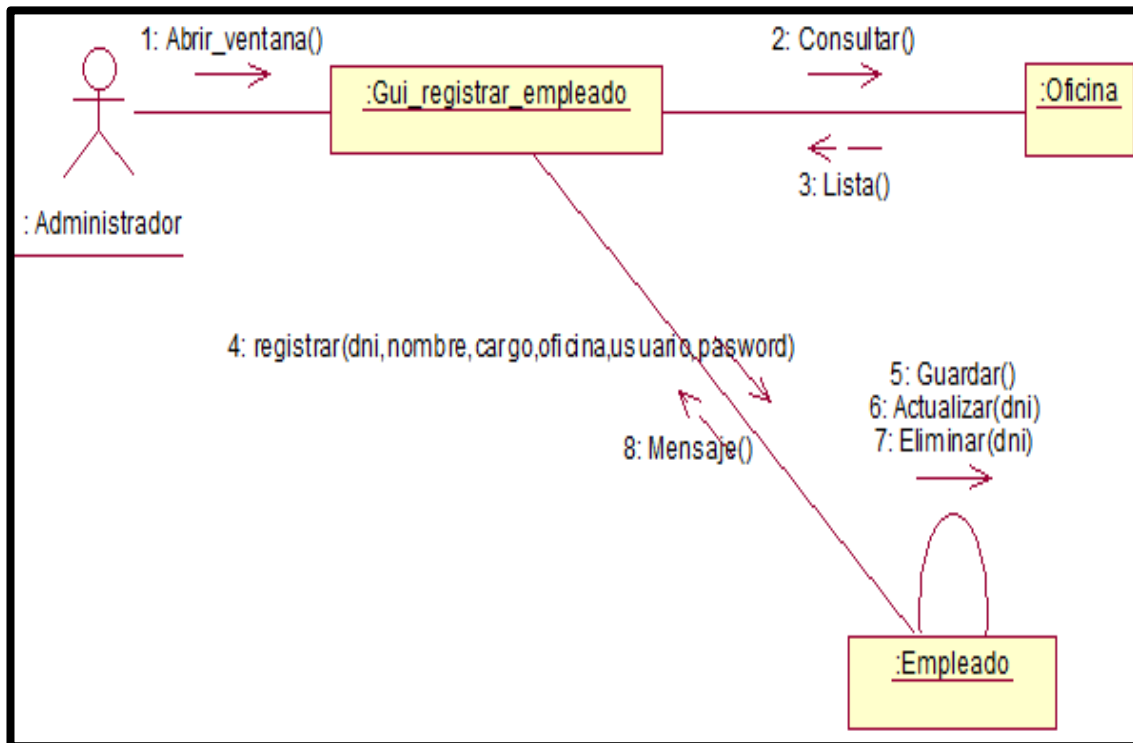 1: Abrir_ventana()
2: Consultar()
:Gui_registrar_empleado
:Oficina
3: Lista()
: Administrador
4: registrar(dni,nombre,cargo,oficina,usuario,pasword)
5: Guardar()
6: Actualizar(dni)
7: Eliminar(dni)
8: Mensaje()
:Empleado